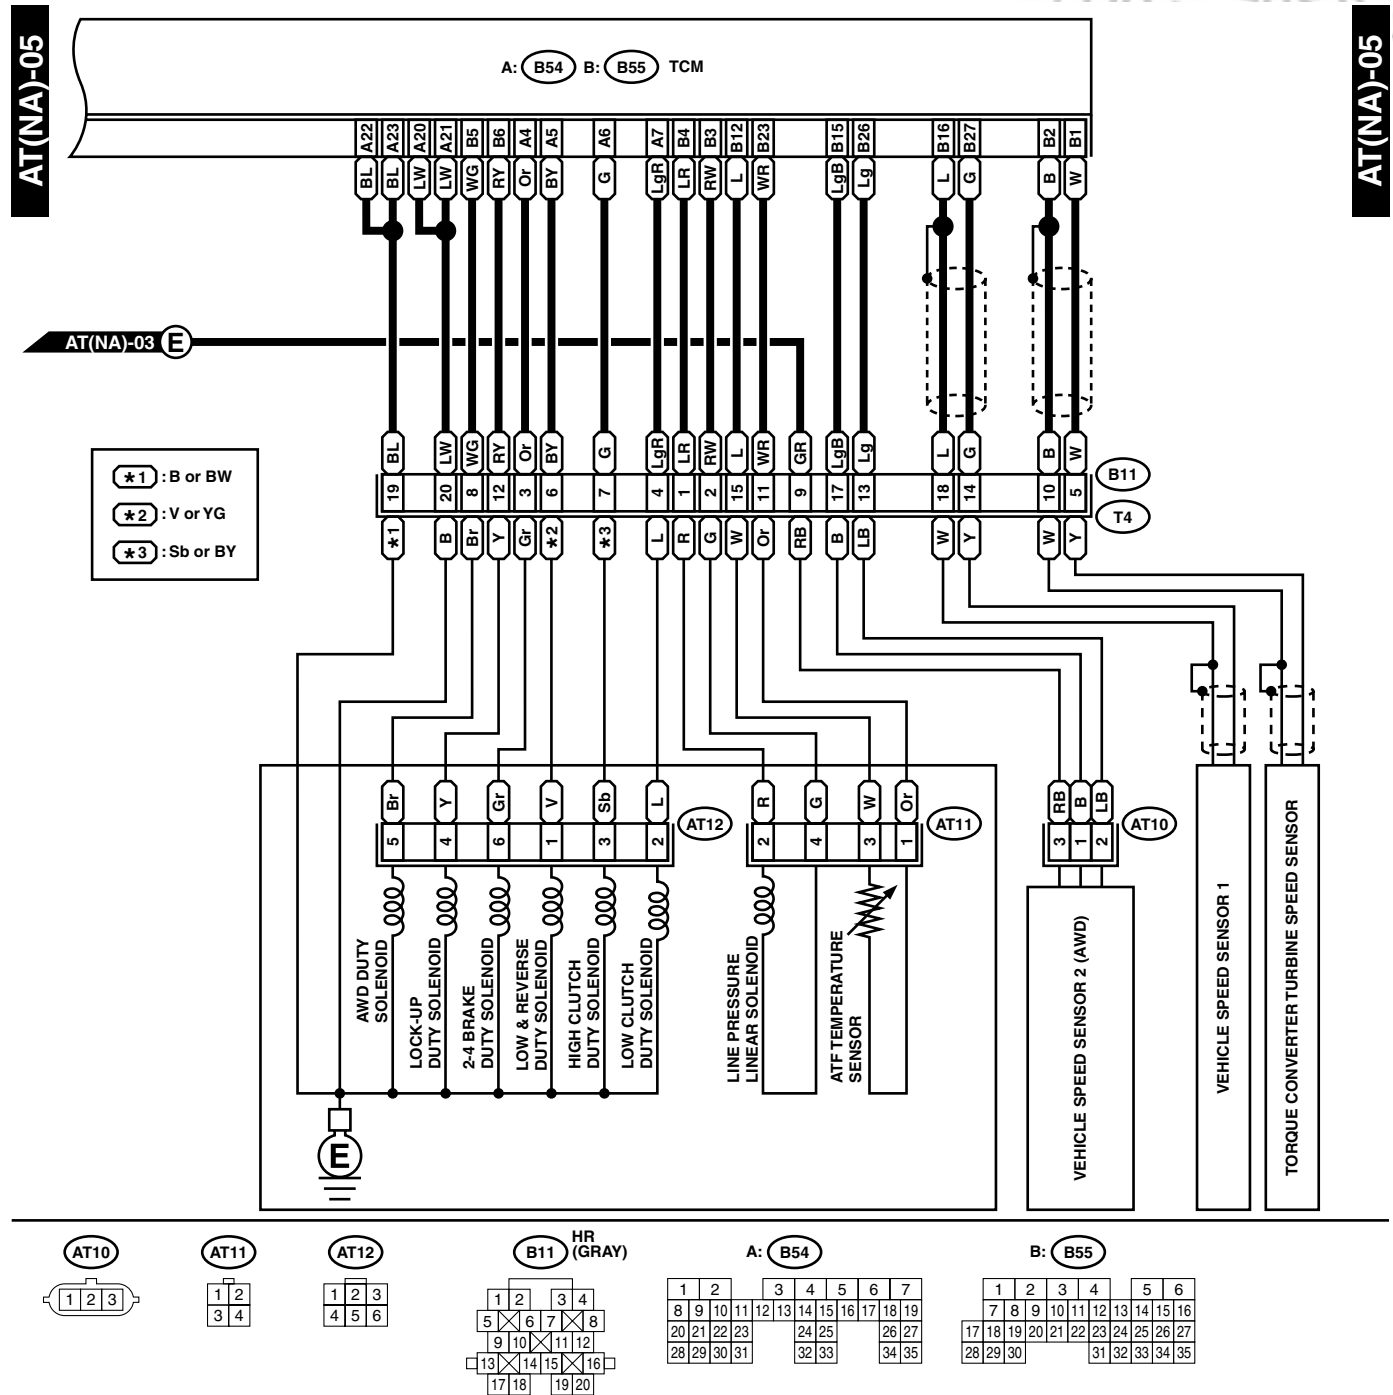 AT(NA)-05
AT(NA)-05
A: B54 B: B55 TCM
A22 A23 A20 A21 B5 B6 A4 A5 A6 A7 B4 B3 B12 B23 B15 B26 B16 B27 B2 B1
BL BL LW LW WG RY Or BY G LgR LR RW L WR LgB Lg L G B W
AT(NA)-03 E
BL LW WG RY Or BY G LgR LR RW L WR GR LgB Lg L G B W
19 20 8 12 3 6 7 4 1 2 15 11 9 17 13 18 14 10 5
B11
T4
*1 B Br Y Gr *2 *3 L R G W Or RB B LB W Y W Y
*1 : B or BW
*2 : V or YG
*3 : Sb or BY
Br Y Gr V Sb L
5 4 6 1 3 2
AT12
R G W Or
2 4 3 1
AT11
RB B LB
3 1 2
AT10
AWD DUTY
SOLENOID
LOCK-UP
DUTY SOLENOID
2-4 BRAKE
DUTY SOLENOID
LOW & REVERSE
DUTY SOLENOID
HIGH CLUTCH
DUTY SOLENOID
LOW CLUTCH
DUTY SOLENOID
LINE PRESSURE
LINEAR SOLENOID
ATF TEMPERATURE
SENSOR
VEHICLE SPEED SENSOR 2 (AWD)
VEHICLE SPEED SENSOR 1
TORQUE CONVERTER TURBINE SPEED SENSOR
E
AT10
1 2 3
AT11
1 2
3 4
AT12
1 2 3
4 5 6
B11 HR
(GRAY)
1 2 3 4
5 6 7 8
9 10 11 12
13 14 15 16
17 18 19 20
A: B54
1 2 3 4 5 6 7
8 9 10 11 12 13 14 15 16 17 18 19
20 21 22 23 24 25 26 27
28 29 30 31 32 33 34 35
B: B55
1 2 3 4 5 6
7 8 9 10 11 12 13 14 15 16
17 18 19 20 21 22 23 24 25 26 27
28 29 30 31 32 33 34 35